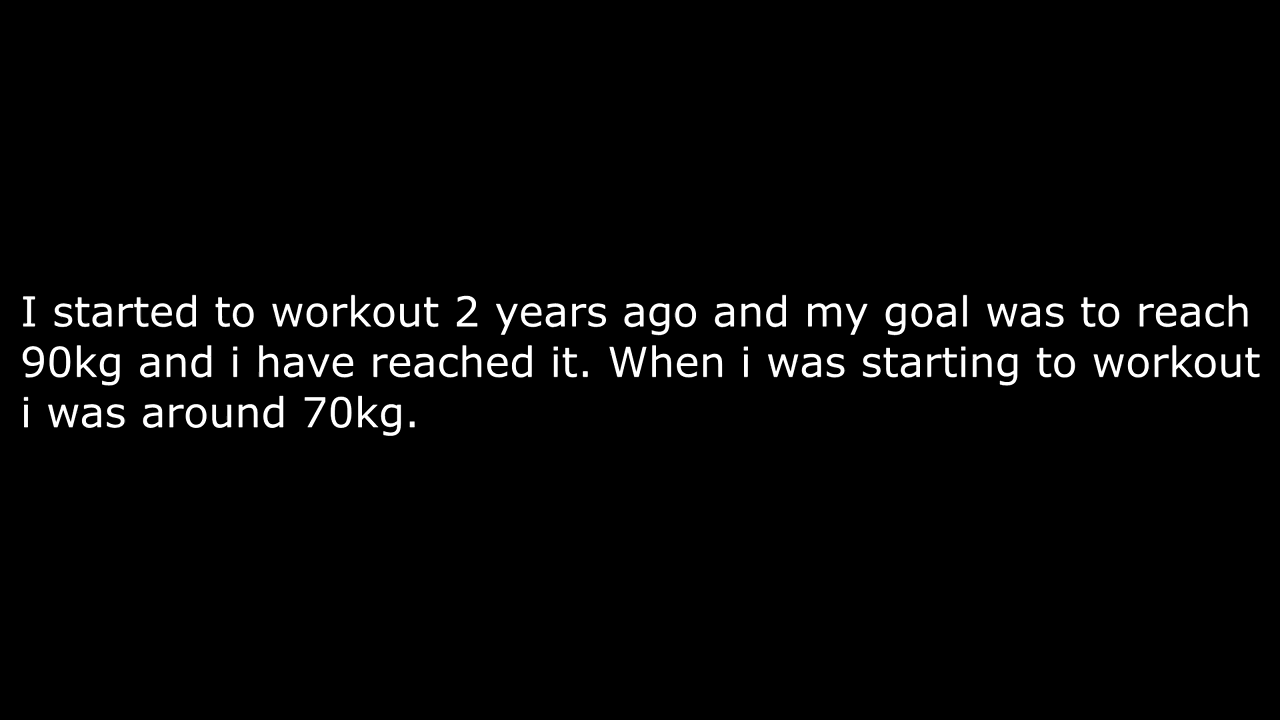 I started to workout 2 years ago and my goal was to reach
90kg and i have reached it. When i was starting to workout
i was around 70kg.